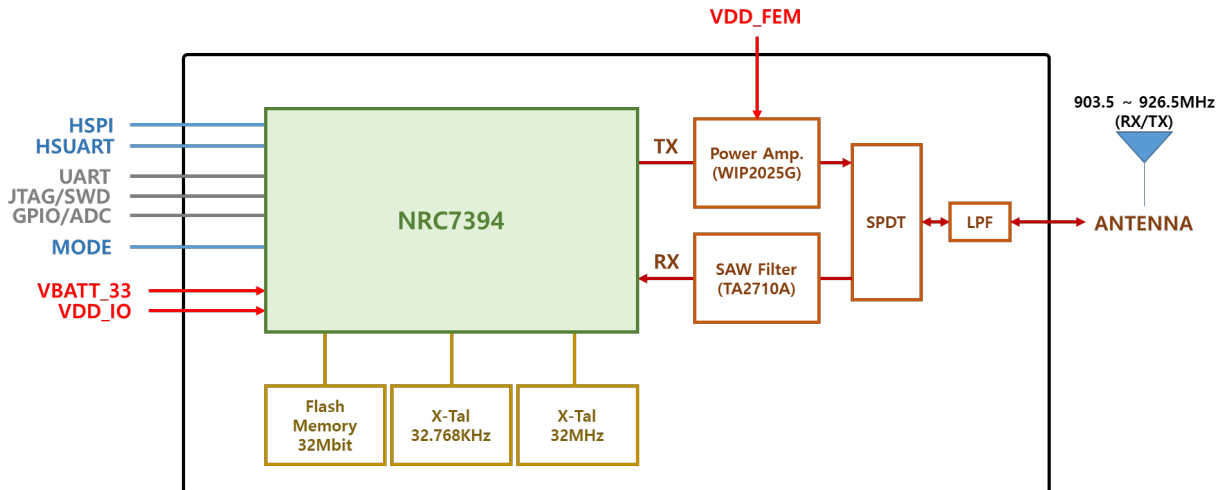 VDD_FEM
903.5 ~ 926.5MHz
(RX/TX)
HSPI
HSUART
UART
JTAG/SWD
GPIO/ADC
MODE
VBATT_33
VDD_IO
NRC7394
TX
RX
Power Amp.
(WIP2025G)
SAW Filter
(TA2710A)
SPDT
LPF
ANTENNA
Flash
Memory
32Mbit
X-Tal
32.768KHz
X-Tal
32MHz